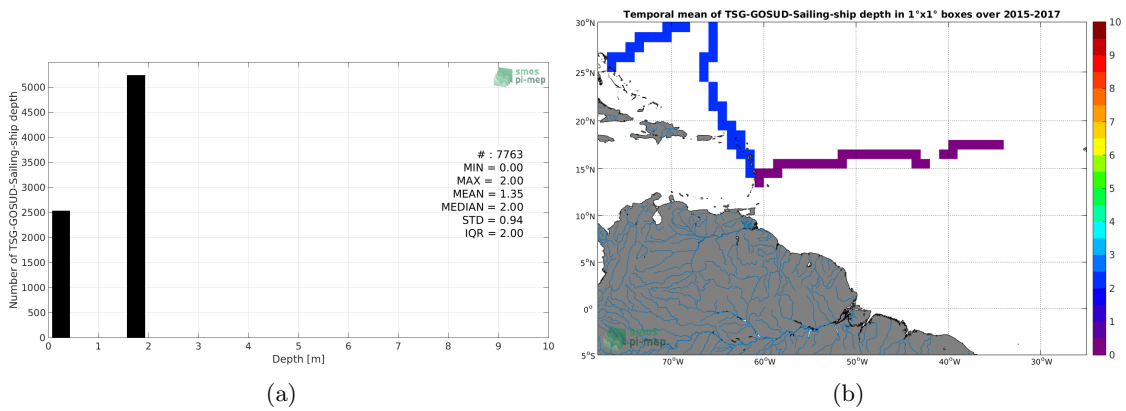 Number of TSG-GOSUD-Sailing-ship depth
5000
4500
4000
3500
3000
2500
2000
1500
1000
500
0
0 1 2 3 4 5 6 7 8 9 10
Depth [m]
smos
pi-mep
# : 7763
MIN = 0.00
MAX = 2.00
MEAN = 1.35
MEDIAN = 2.00
STD = 0.94
IQR = 2.00
(a)
Temporal mean of TSG-GOSUD-Sailing-ship depth in 1°x1° boxes over 2015-2017
30°N
25°N
20°N
15°N
10°N
5°N
0°
5°S
70°W 60°W 50°W 40°W 30°W
smos
pi-mep
10
9
8
7
6
5
4
3
2
1
0
(b)